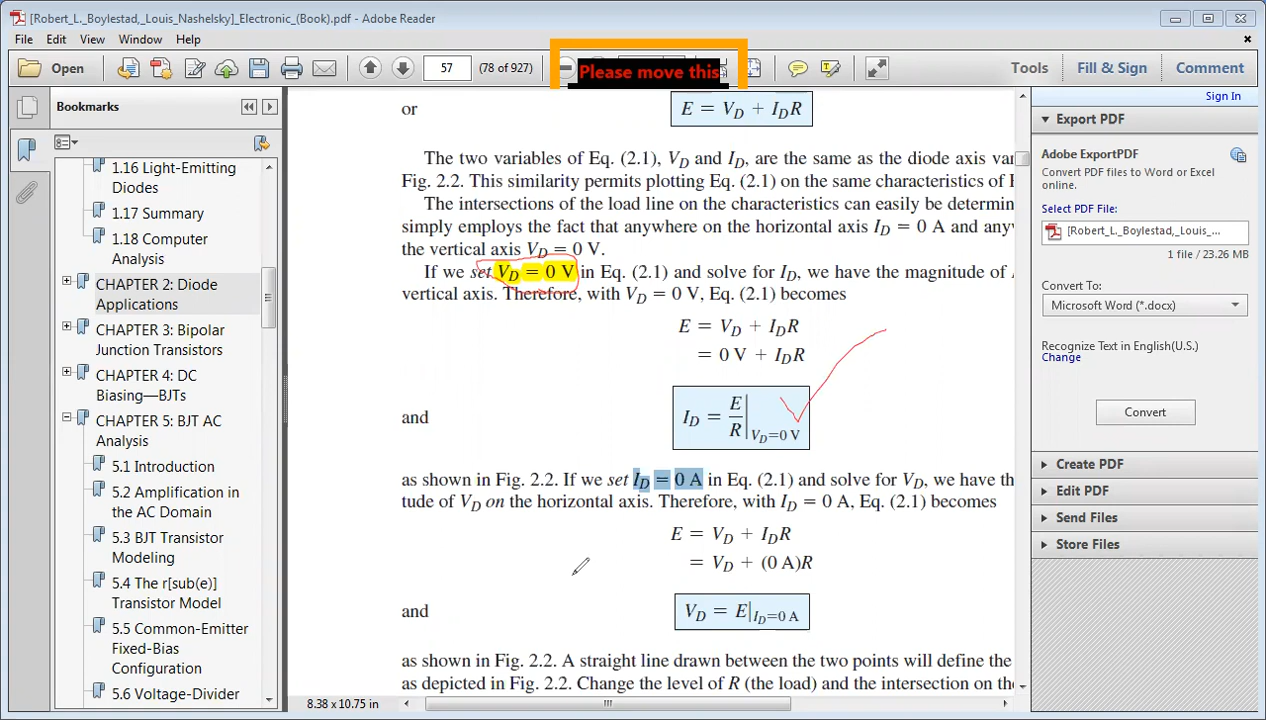 [Robert_L._Boylestad,_Louis_Nashelsky]_Electronic_(Book).pdf - Adobe Reader
File Edit View Window Help
Open 57 (78 of 927) Please move this Tools Fill & Sign Comment
Sign In
Bookmarks
1.16 Light-Emitting
Diodes
1.17 Summary
1.18 Computer
Analysis
CHAPTER 2: Diode
Applications
CHAPTER 3: Bipolar
Junction Transistors
CHAPTER 4: DC
Biasing—BJTs
CHAPTER 5: BJT AC
Analysis
5.1 Introduction
5.2 Amplification in
the AC Domain
5.3 BJT Transistor
Modeling
5.4 The r[sub(e)]
Transistor Model
5.5 Common-Emitter
Fixed-Bias
Configuration
5.6 Voltage-Divider
or E = V_D + I_D R
The two variables of Eq. (2.1), V_D and I_D, are the same as the diode axis var
Fig. 2.2. This similarity permits plotting Eq. (2.1) on the same characteristics of F
The intersections of the load line on the characteristics can easily be determin
simply employs the fact that anywhere on the horizontal axis I_D = 0 A and any
the vertical axis V_D = 0 V.
If we set V_D = 0 V in Eq. (2.1) and solve for I_D, we have the magnitude of
vertical axis. Therefore, with V_D = 0 V, Eq. (2.1) becomes
E = V_D + I_D R
= 0 V + I_D R
and I_D = E/R |V_D=0 V
as shown in Fig. 2.2. If we set I_D = 0 A in Eq. (2.1) and solve for V_D, we have th
tude of V_D on the horizontal axis. Therefore, with I_D = 0 A, Eq. (2.1) becomes
E = V_D + I_D R
= V_D + (0 A)R
and V_D = E|I_D=0 A
as shown in Fig. 2.2. A straight line drawn between the two points will define the
as depicted in Fig. 2.2. Change the level of R (the load) and the intersection on the
8.38 x 10.75 in
Export PDF
Adobe ExportPDF
Convert PDF files to Word or Excel
online.
Select PDF File:
[Robert_L._Boylestad,_Louis_...
1 file / 23.26 MB
Convert To:
Microsoft Word (*.docx)
Recognize Text in English(U.S.)
Change
Convert
Create PDF
Edit PDF
Send Files
Store Files